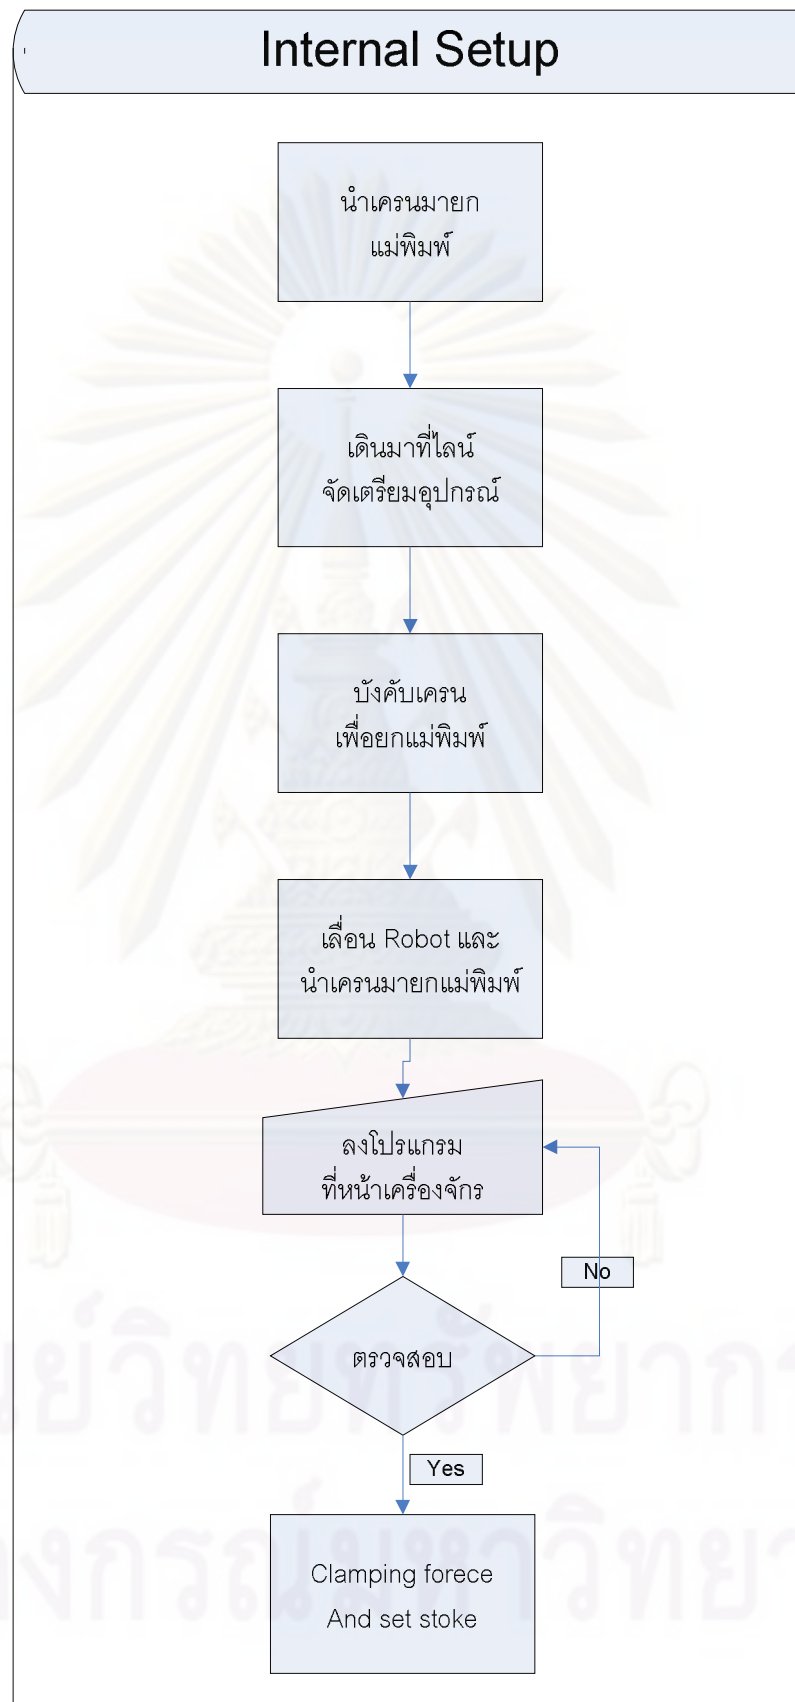 Internal Setup
นำเครนมายก
แม่พิมพ์
เดินมาที่ไลน์
จัดเตรียมอุปกรณ์
บังคับเครน
เพื่อยกแม่พิมพ์
เลื่อน Robot และ
นำเครนมายกแม่พิมพ์
ลงโปรแกรม
ที่หน้าเครื่องจักร
No
ตรวจสอบ
Yes
Clamping forece
And set stoke